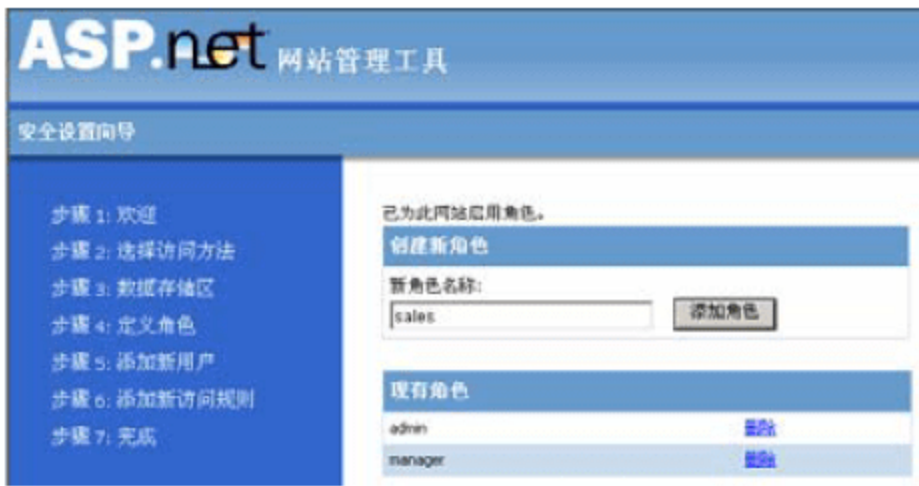 ASP.net 网站管理工具
安全设置向导
步骤 1: 欢迎
步骤 2: 选择访问方法
步骤 3: 数据存储区
步骤 4: 定义角色
步骤 5: 添加新用户
步骤 6: 添加新访问规则
步骤 7: 完成
已为此网站启用角色。
创建新角色
新角色名称:
sales 添加角色
现有角色
admin 删除
manager 删除